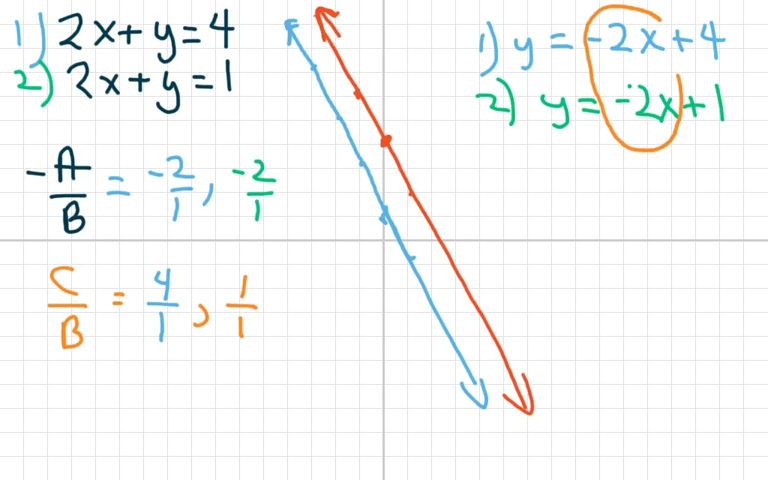 1) 2x+y=4
2) 2x+y=1
-A/B = -2/1, -2/1
C/B = 4/1, 1/1
1) y = -2x+4
2) y = -2x+1